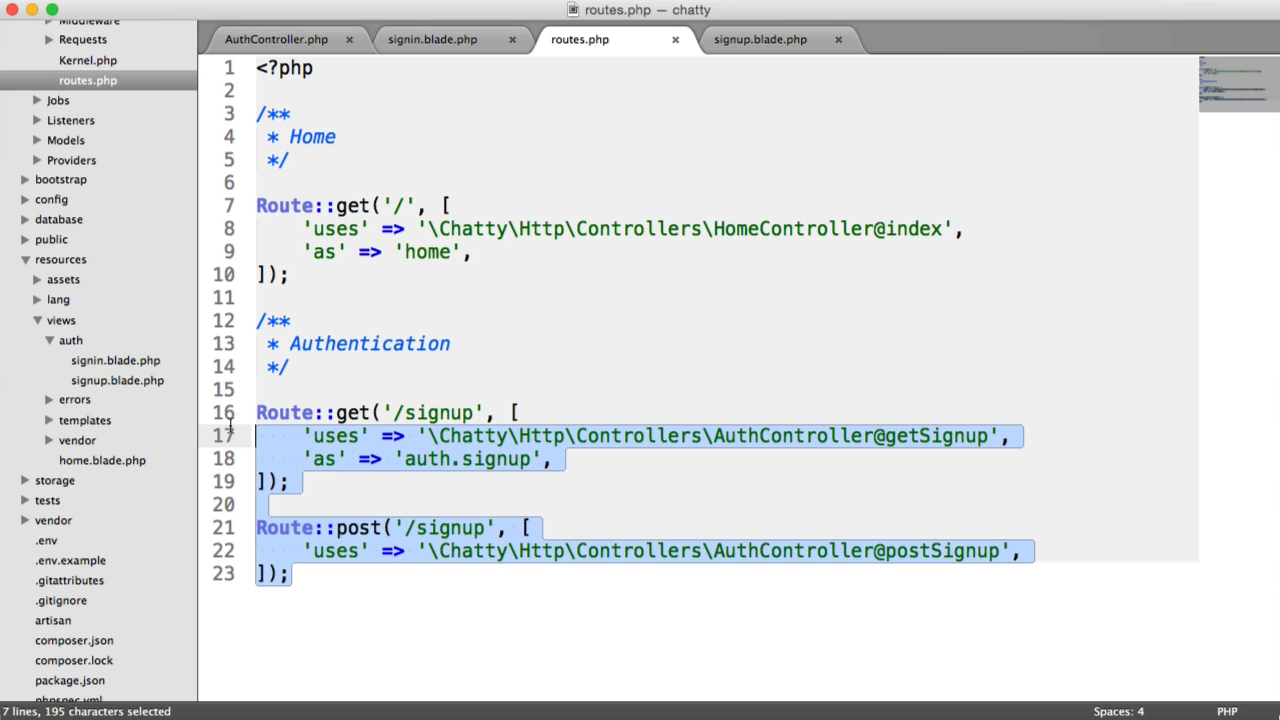 routes.php — chatty
Middleware
Requests
Kernel.php
routes.php
Jobs
Listeners
Models
Providers
bootstrap
config
database
public
resources
assets
lang
views
auth
signin.blade.php
signup.blade.php
errors
templates
vendor
home.blade.php
storage
tests
vendor
.env
.env.example
.gitattributes
.gitignore
artisan
composer.json
composer.lock
package.json
phpspec.yml
AuthController.php × signin.blade.php × routes.php × signup.blade.php ×
1 <?php
2
3 /**
4 * Home
5 */
6
7 Route::get('/', [
8 'uses' => '\Chatty\Http\Controllers\HomeController@index',
9 'as' => 'home',
10 ]);
11
12 /**
13 * Authentication
14 */
15
16 Route::get('/signup', [
17 'uses' => '\Chatty\Http\Controllers\AuthController@getSignup',
18 'as' => 'auth.signup',
19 ]);
20
21 Route::post('/signup', [
22 'uses' => '\Chatty\Http\Controllers\AuthController@postSignup',
23 ]);
7 lines, 195 characters selected
Spaces: 4 PHP